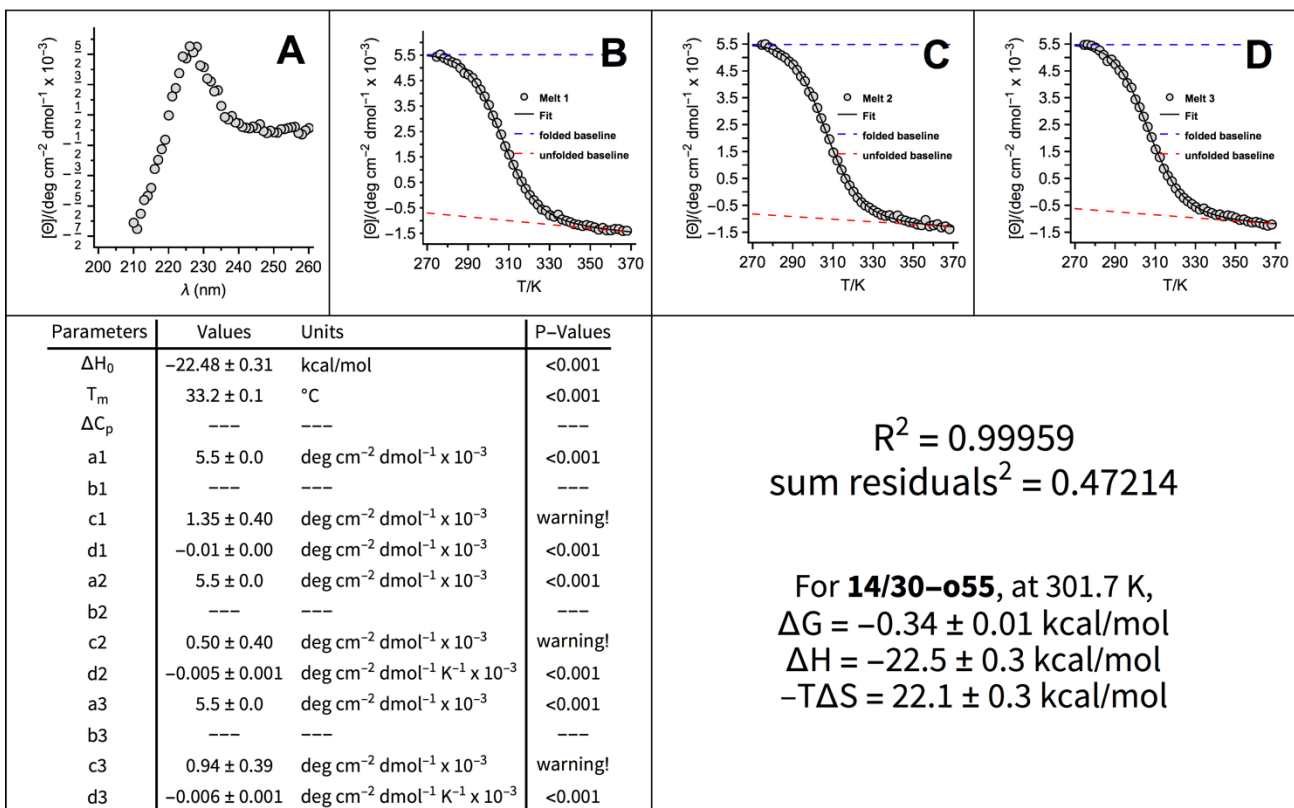 A
[Θ]/(deg cm⁻² dmol⁻¹ x 10⁻³)
5/2
3/2
1/2
−1/2
−3/2
−5/2
−7/2
200 210 220 230 240 250 260
λ (nm)
B
[Θ]/(deg cm⁻² dmol⁻¹ x 10⁻³)
5.5
4.5
3.5
2.5
1.5
0.5
−0.5
−1.5
Melt 1
Fit
folded baseline
unfolded baseline
270 290 310 330 350 370
T/K
C
[Θ]/(deg cm⁻² dmol⁻¹ x 10⁻³)
5.5
4.5
3.5
2.5
1.5
0.5
−0.5
−1.5
Melt 2
Fit
folded baseline
unfolded baseline
270 290 310 330 350 370
T/K
D
[Θ]/(deg cm⁻² dmol⁻¹ x 10⁻³)
5.5
4.5
3.5
2.5
1.5
0.5
−0.5
−1.5
Melt 3
Fit
folded baseline
unfolded baseline
270 290 310 330 350 370
T/K
Parameters Values Units P–Values
ΔH₀ −22.48 ± 0.31 kcal/mol <0.001
Tₘ 33.2 ± 0.1 °C <0.001
ΔCₚ −−− −−− −−−
a1 5.5 ± 0.0 deg cm⁻² dmol⁻¹ x 10⁻³ <0.001
b1 −−− −−− −−−
c1 1.35 ± 0.40 deg cm⁻² dmol⁻¹ x 10⁻³ warning!
d1 −0.01 ± 0.00 deg cm⁻² dmol⁻¹ x 10⁻³ <0.001
a2 5.5 ± 0.0 deg cm⁻² dmol⁻¹ x 10⁻³ <0.001
b2 −−− −−− −−−
c2 0.50 ± 0.40 deg cm⁻² dmol⁻¹ x 10⁻³ warning!
d2 −0.005 ± 0.001 deg cm⁻² dmol⁻¹ K⁻¹ x 10⁻³ <0.001
a3 5.5 ± 0.0 deg cm⁻² dmol⁻¹ x 10⁻³ <0.001
b3 −−− −−− −−−
c3 0.94 ± 0.39 deg cm⁻² dmol⁻¹ x 10⁻³ warning!
d3 −0.006 ± 0.001 deg cm⁻² dmol⁻¹ K⁻¹ x 10⁻³ <0.001
R² = 0.99959
sum residuals² = 0.47214
For 14/30–o55, at 301.7 K,
ΔG = −0.34 ± 0.01 kcal/mol
ΔH = −22.5 ± 0.3 kcal/mol
−TΔS = 22.1 ± 0.3 kcal/mol